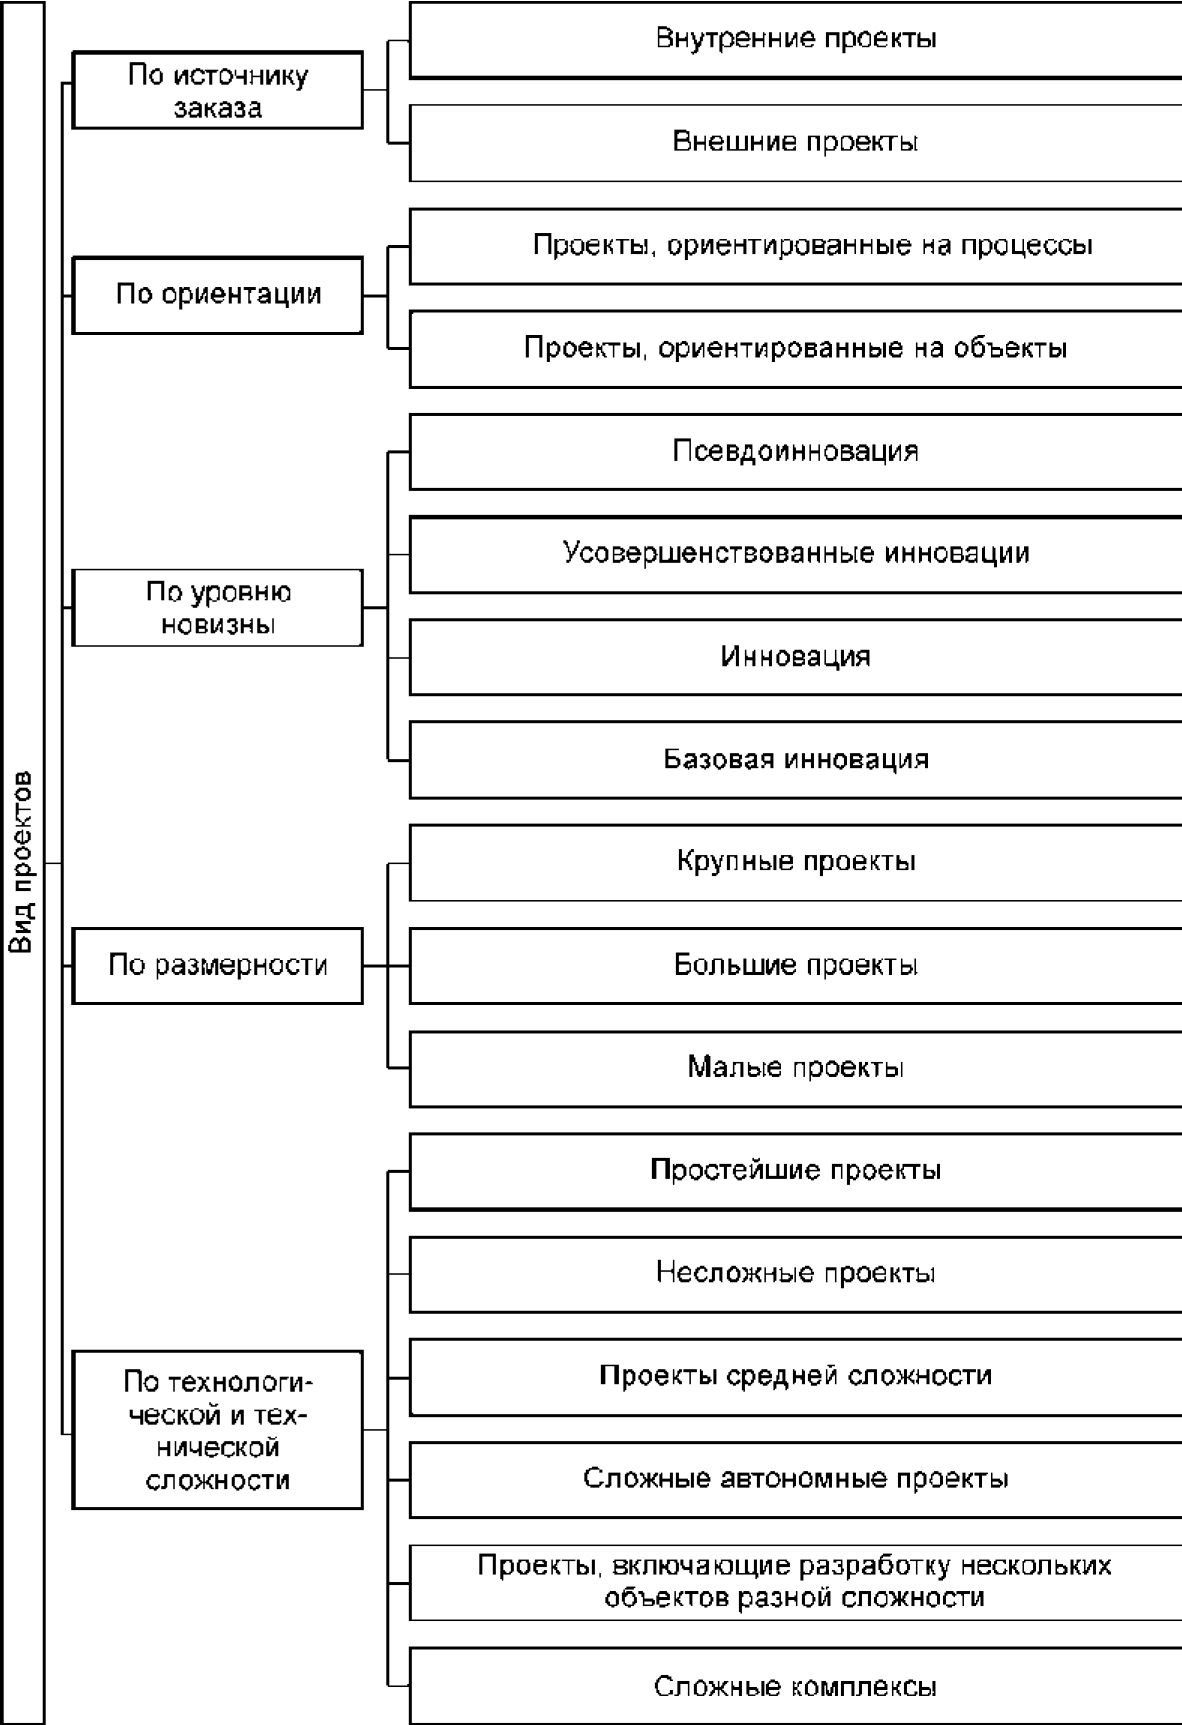 Вид проектов
По источнику
заказа
Внутренние проекты
Внешние проекты
По ориентации
Проекты, ориентированные на процессы
Проекты, ориентированные на объекты
По уровню
новизны
Псевдоинновация
Усовершенствованные инновации
Инновация
Базовая инновация
По размерности
Крупные проекты
Большие проекты
Малые проекты
По технологи-
ческой и тех-
нической
сложности
Простейшие проекты
Несложные проекты
Проекты средней сложности
Сложные автономные проекты
Проекты, включающие разработку нескольких
объектов разной сложности
Сложные комплексы